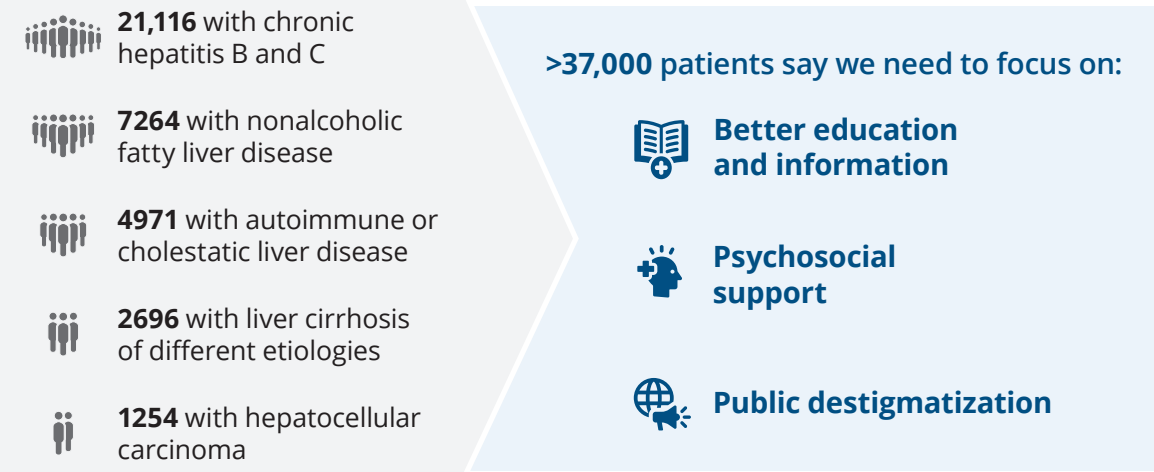 21,116 with chronic
hepatitis B and C
7264 with nonalcoholic
fatty liver disease
4971 with autoimmune or
cholestatic liver disease
2696 with liver cirrhosis
of different etiologies
1254 with hepatocellular
carcinoma
>37,000 patients say we need to focus on:
Better education
and information
Psychosocial
support
Public destigmatization